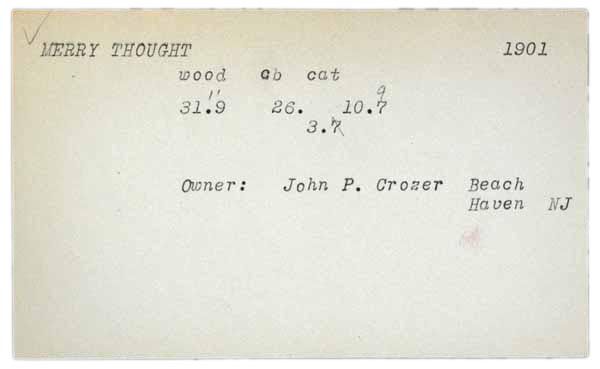 MERRY THOUGHT 1901
wood cb cat
31.9 26. 10.7
3.7
Owner: John P. Crozer Beach
Haven NJ